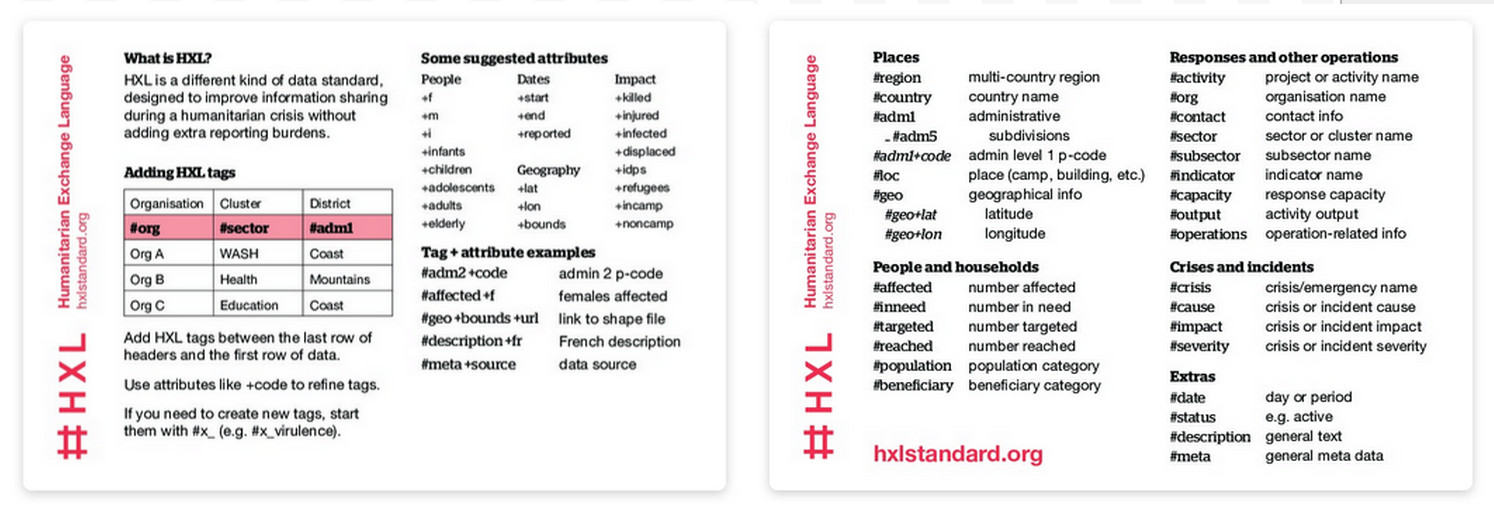 What is HXL?
HXL is a different kind of data standard,
designed to improve information sharing
during a humanitarian crisis without
adding extra reporting burdens.
Adding HXL tags
Organisation Cluster District
#org #sector #adm1
Org A WASH Coast
Org B Health Mountains
Org C Education Coast
Add HXL tags between the last row of
headers and the first row of data.
Use attributes like +code to refine tags.
If you need to create new tags, start
them with #x_ (e.g. #x_virulence).
Some suggested attributes
People Dates Impact
+f +start +killed
+m +end +injured
+i +reported +infected
+infants +displaced
+children Geography +idps
+adolescents +lat +refugees
+adults +lon +incamp
+elderly +bounds +noncamp
Tag + attribute examples
#adm2 +code admin 2 p-code
#affected +f females affected
#geo +bounds +url link to shape file
#description +fr French description
#meta +source data source
#HXL
Humanitarian Exchange Language
hxlstandard.org
Places
#region multi-country region
#country country name
#adm1 administrative
..#adm5 subdivisions
#adm1+code admin level 1 p-code
#loc place (camp, building, etc.)
#geo geographical info
#geo+lat latitude
#geo+lon longitude
People and households
#affected number affected
#inneed number in need
#targeted number targeted
#reached number reached
#population population category
#beneficiary beneficiary category
hxlstandard.org
Responses and other operations
#activity project or activity name
#org organisation name
#contact contact info
#sector sector or cluster name
#subsector subsector name
#indicator indicator name
#capacity response capacity
#output activity output
#operations operation-related info
Crises and incidents
#crisis crisis/emergency name
#cause crisis or incident cause
#impact crisis or incident impact
#severity crisis or incident severity
Extras
#date day or period
#status e.g. active
#description general text
#meta general meta data
#HXL
Humanitarian Exchange Language
hxlstandard.org